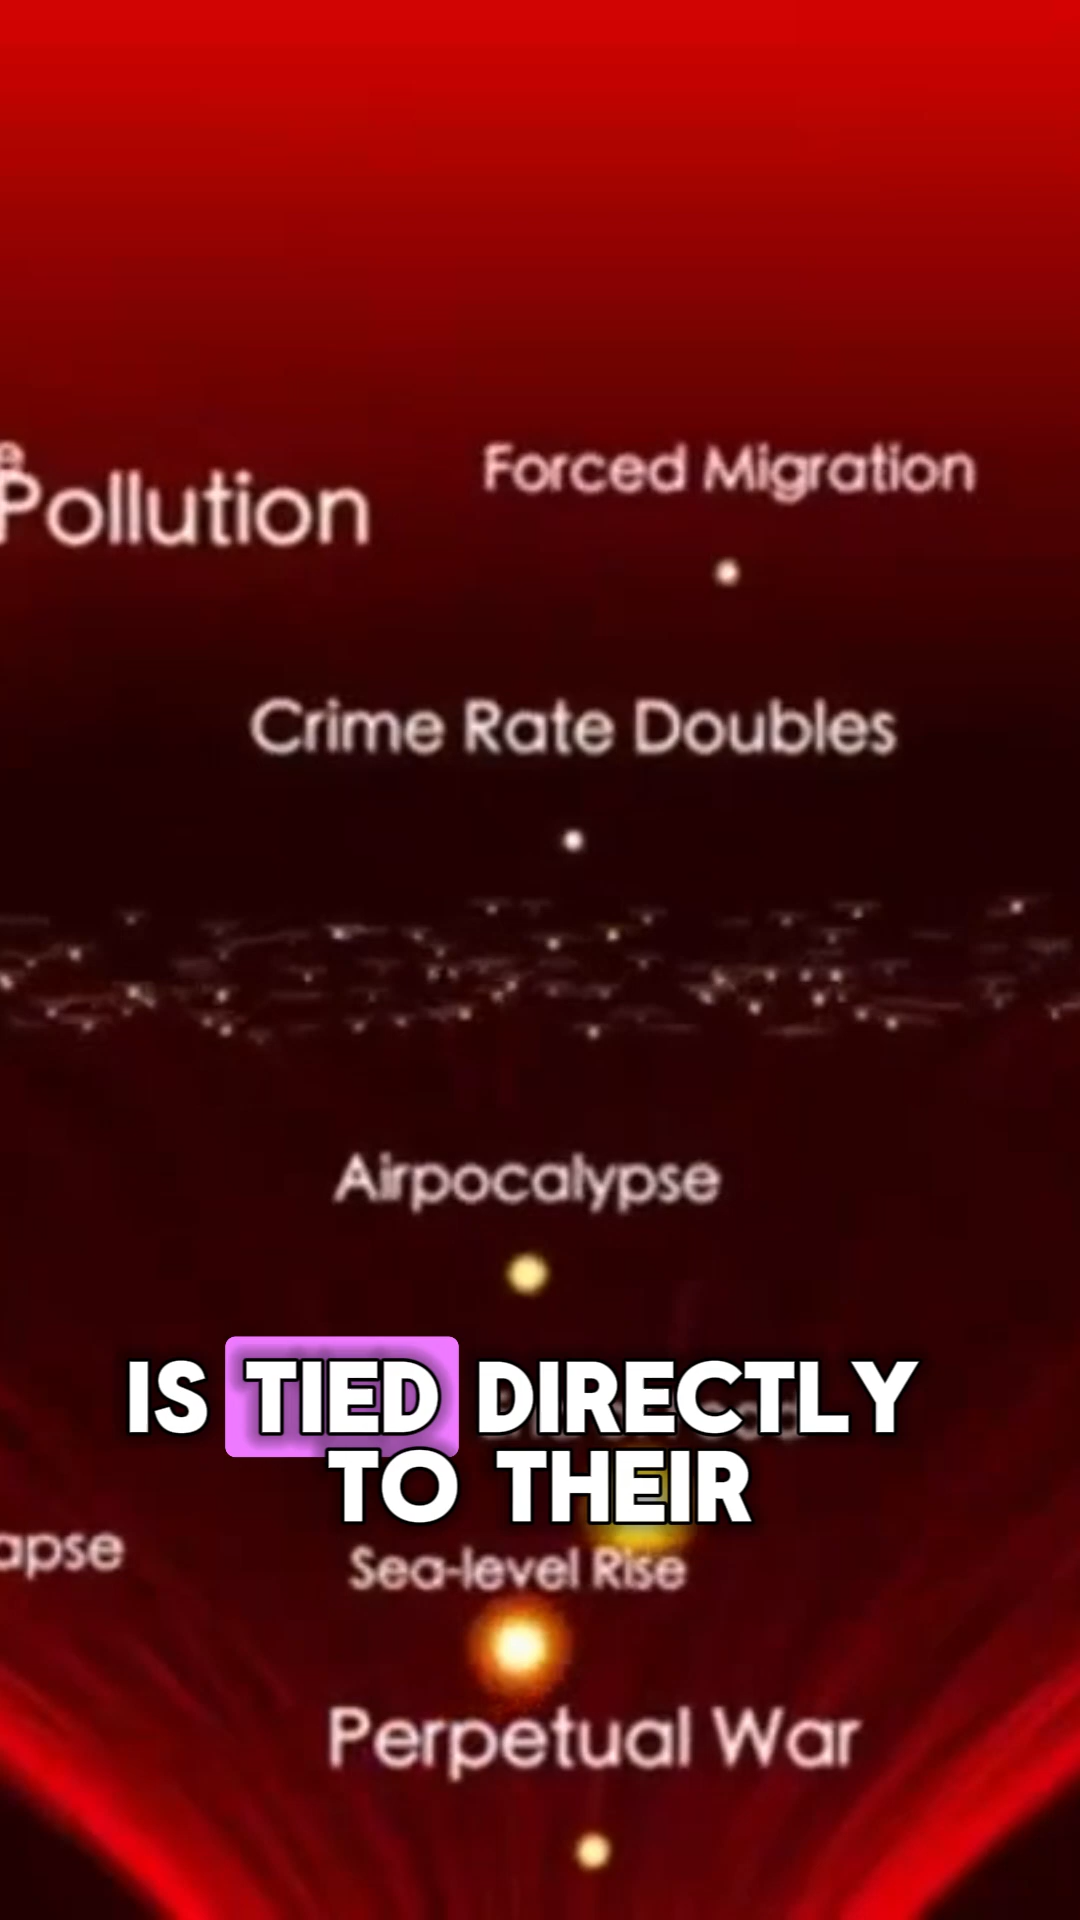 Forced Migration
Pollution
Crime Rate Doubles
Airpocalypse
IS TIED DIRECTLY
TO THEIR
apse
Sea-level Rise
Perpetual War